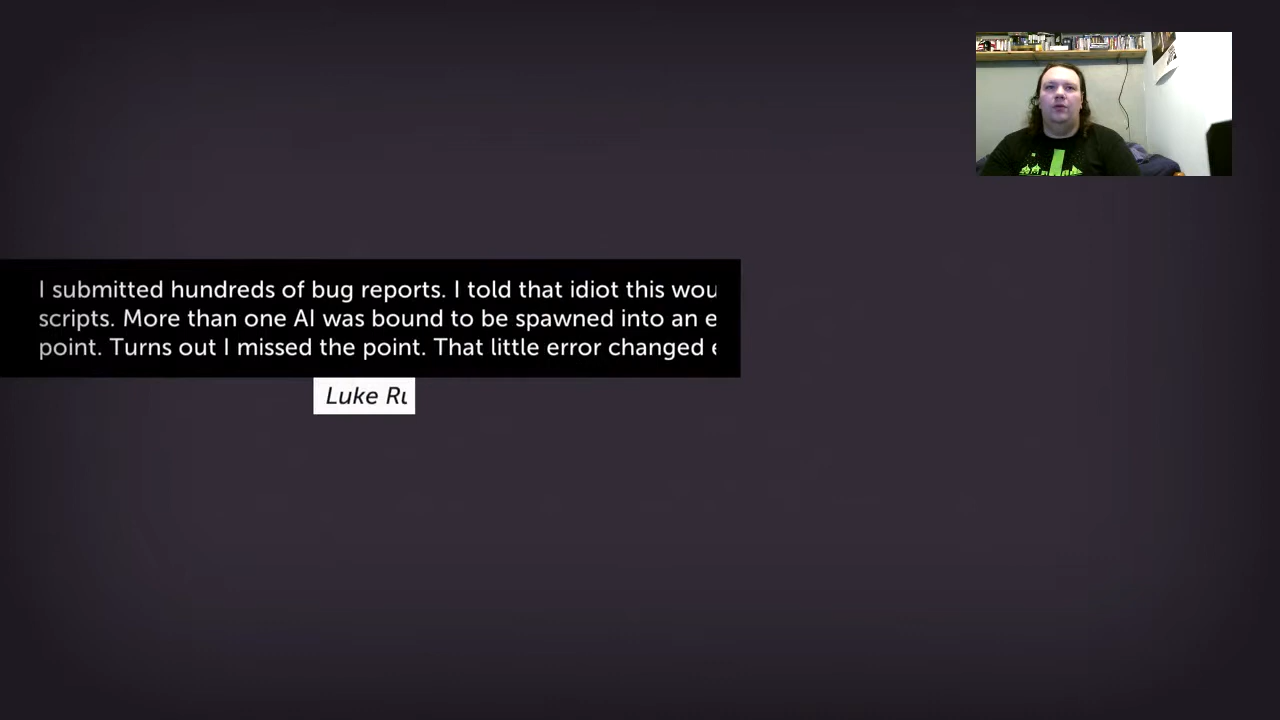 I submitted hundreds of bug reports. I told that idiot this wou
scripts. More than one AI was bound to be spawned into an e
point. Turns out I missed the point. That little error changed
Luke Ru